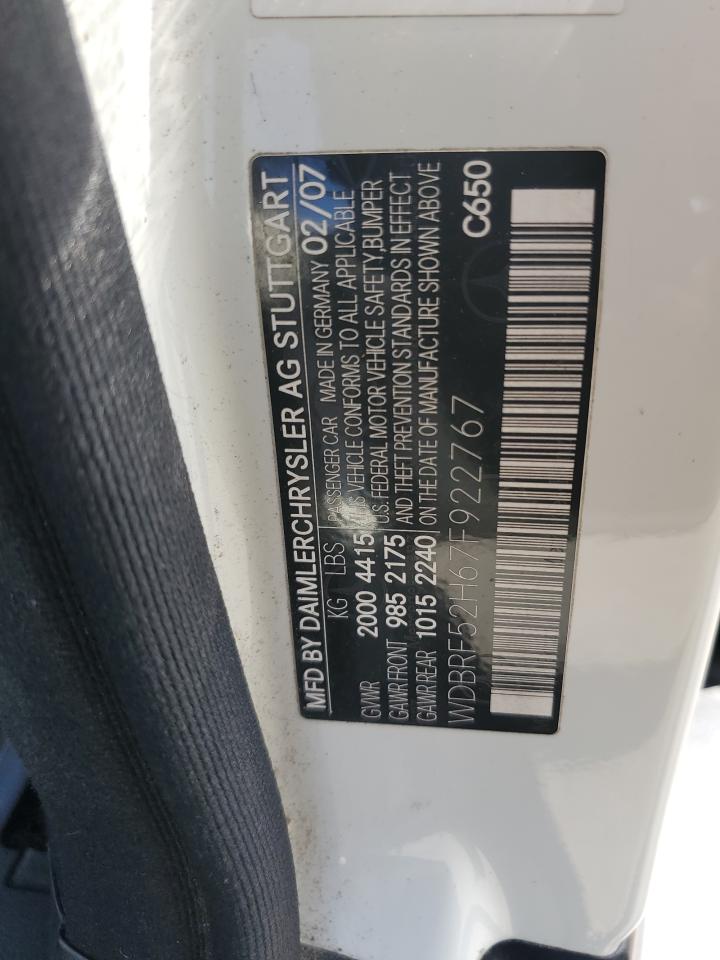 MFD BY DAIMLERCHRYSLER AG STUTTGART
KG LBS PASSENGER CAR MADE IN GERMANY 02/07
GVWR 2000 4415 THIS VEHICLE CONFORMS TO ALL APPLICABLE
GAWR FRONT 985 2175 U.S. FEDERAL MOTOR VEHICLE SAFETY,BUMPER
GAWR REAR 1015 2240 AND THEFT PREVENTION STANDARDS IN EFFECT
ON THE DATE OF MANUFACTURE SHOWN ABOVE
WDBRF52H67F922767 C650